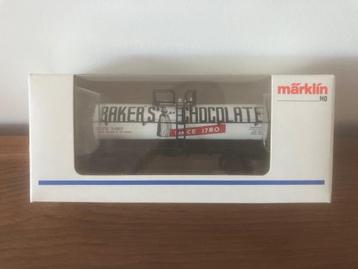 märklin
HO
BAKER'S CHOCOLATE
SINCE 1780